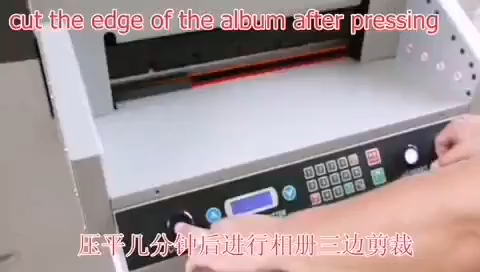 cut the edge of the album after pressing
压平几分钟后进行相册三边剪裁